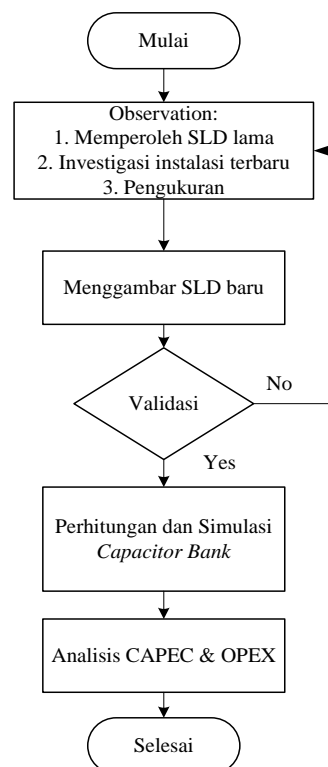 Mulai
Observation:
1. Memperoleh SLD lama
2. Investigasi instalasi terbaru
3. Pengukuran
Menggambar SLD baru
Validasi
No
Yes
Perhitungan dan Simulasi
Capacitor Bank
Analisis CAPEC & OPEX
Selesai